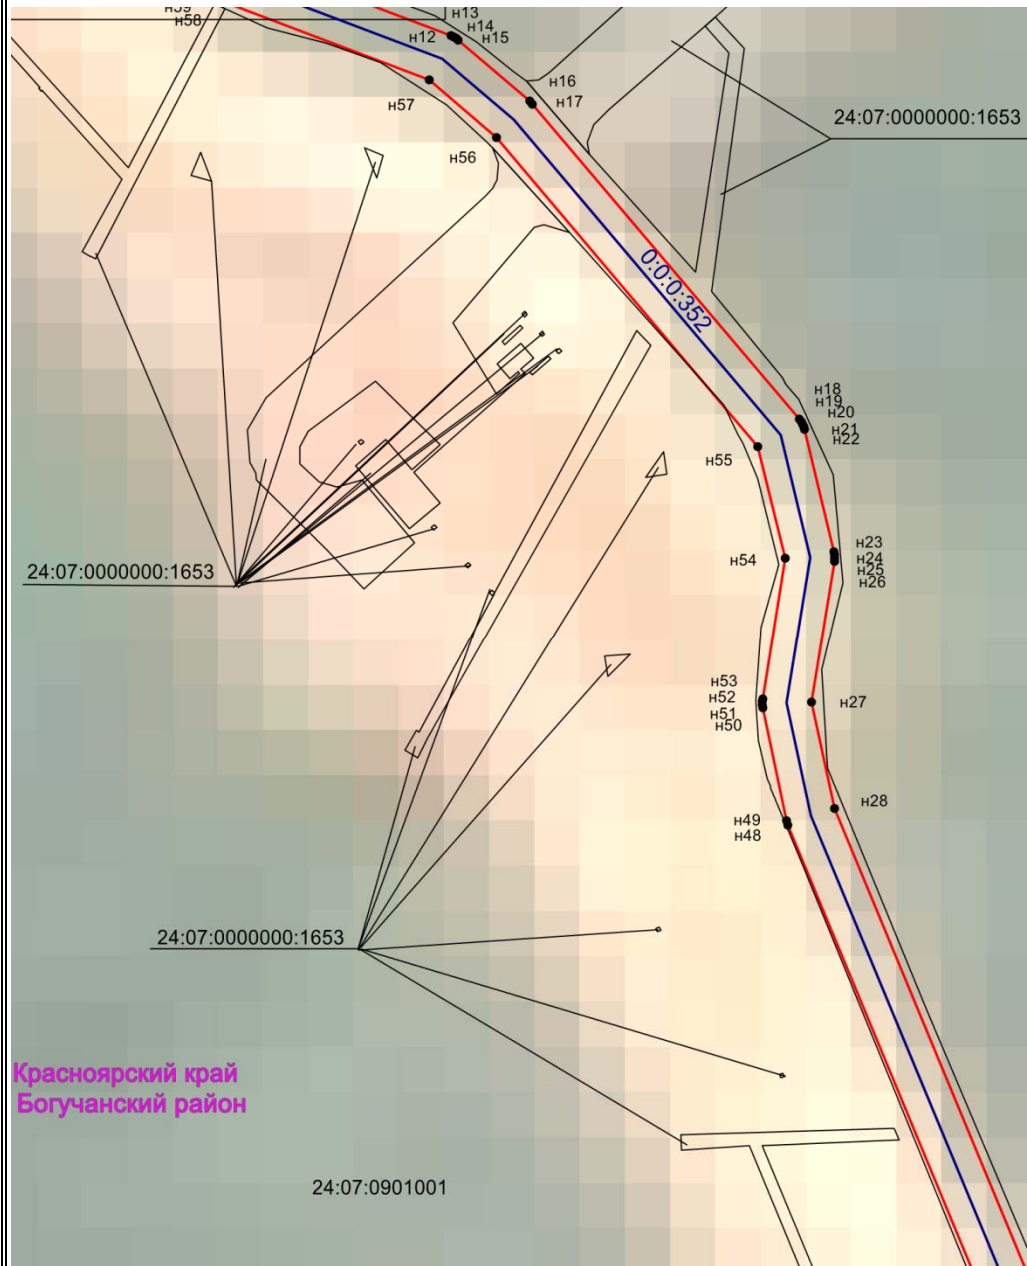 н59
н58
н13
н14
н12
н15
н16
н17
н57
24:07:0000000:1653
н56
0:0:0:352
н18
н19
н20
н21
н22
н55
н23
н54
н24
н25
н26
24:07:0000000:1653
н53
н52
н27
н51
н50
н28
н49
н48
24:07:0000000:1653
Красноярский край
Богучанский район
24:07:0901001